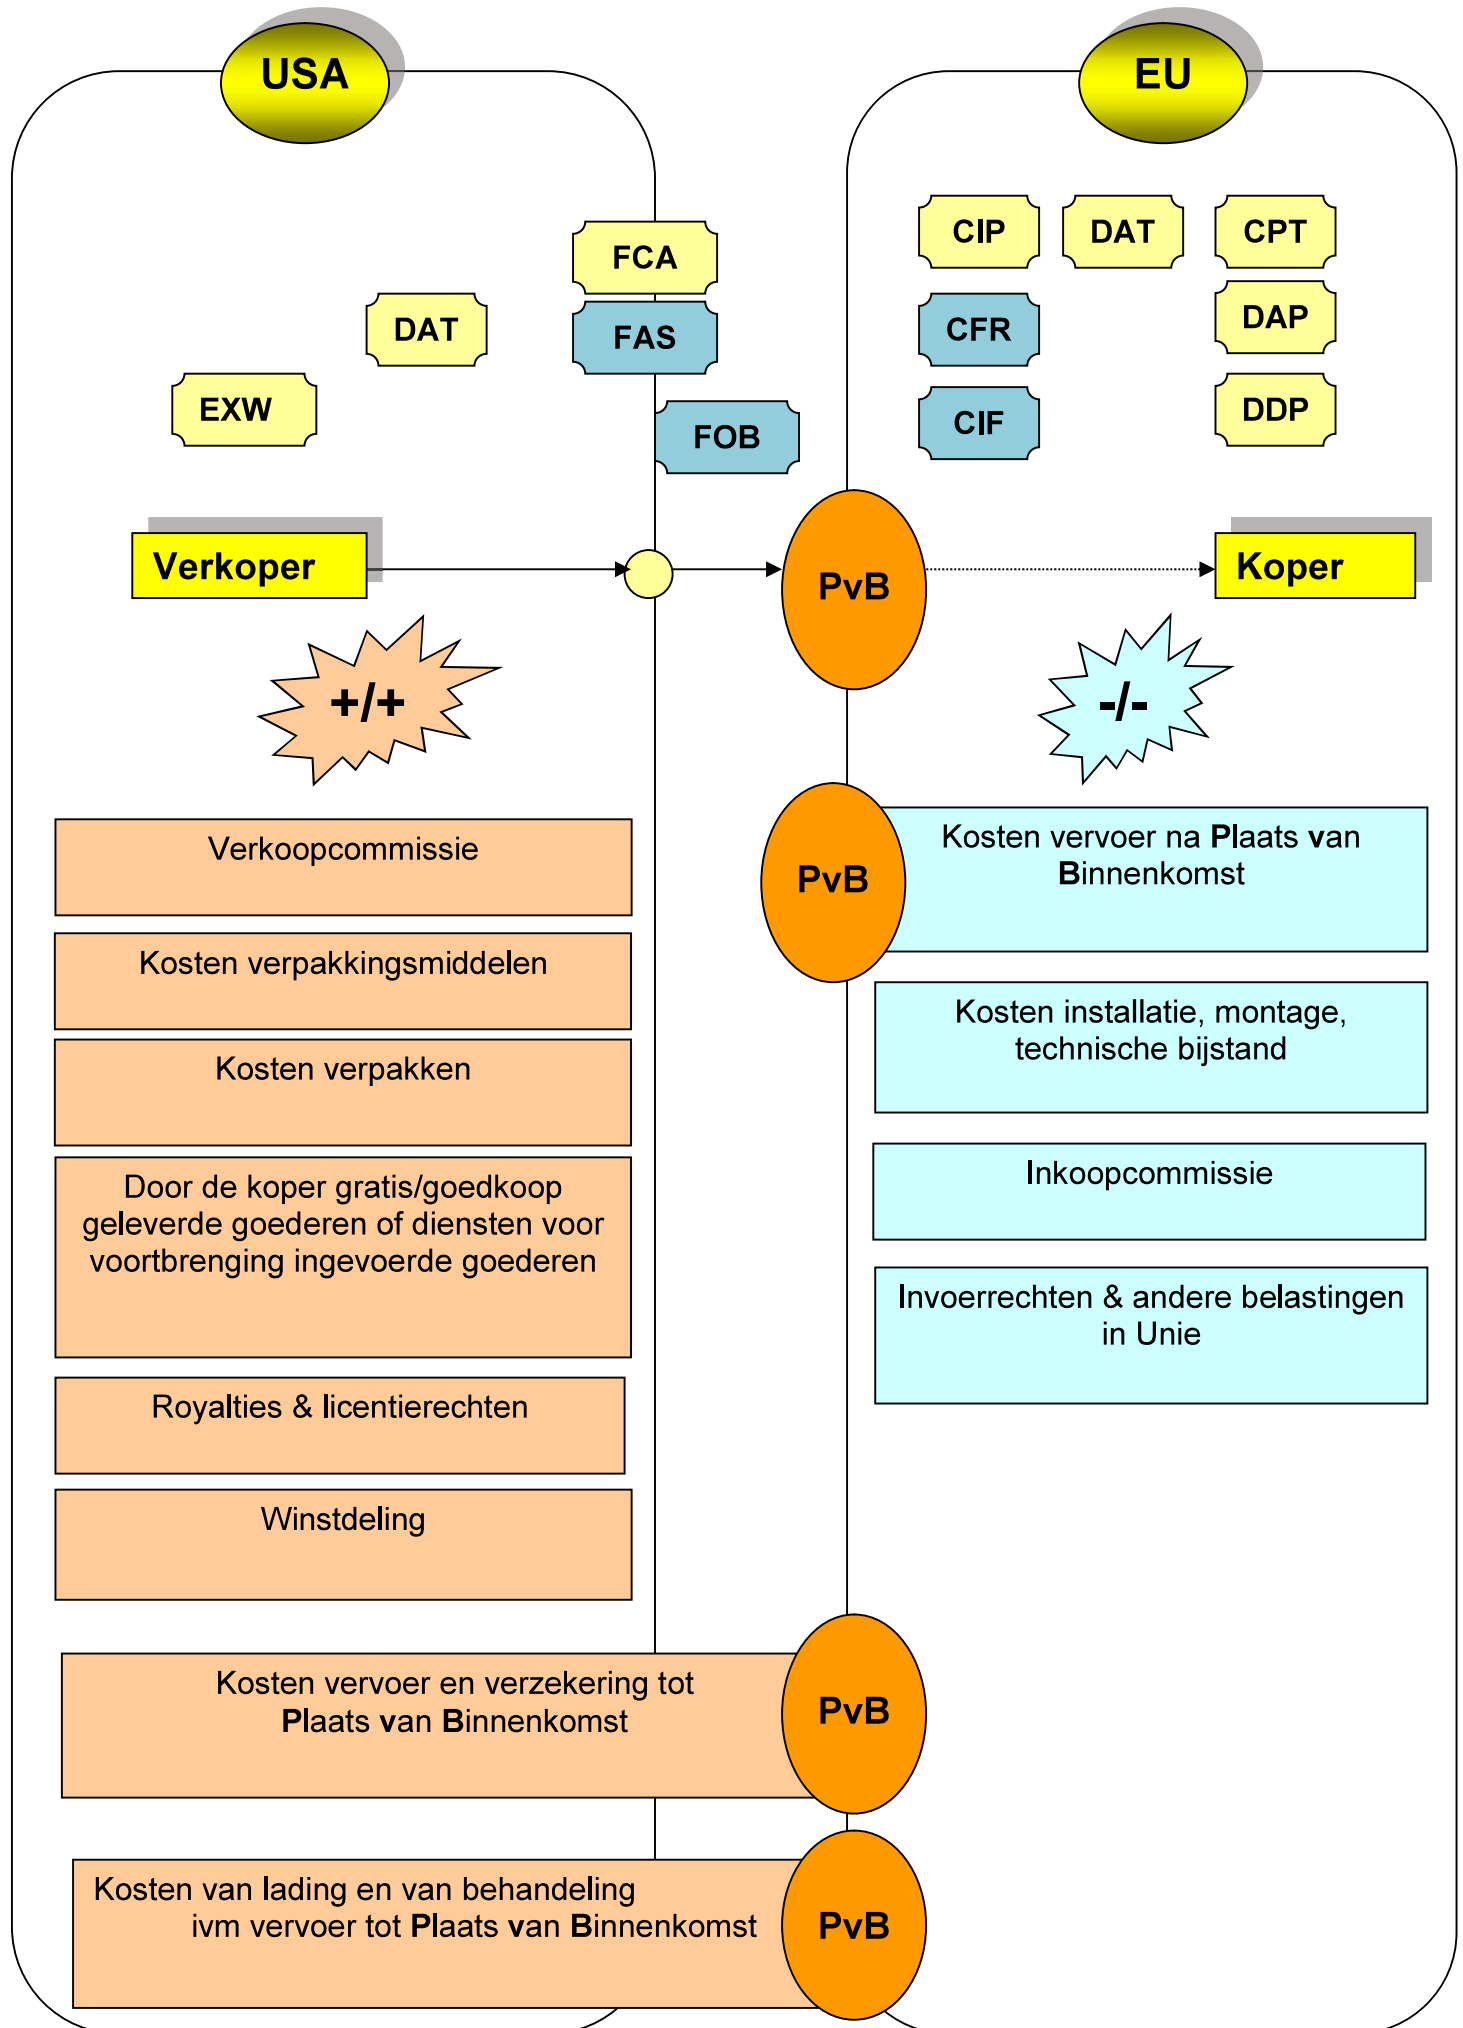 USA
EU
FCA
DAT
FAS
EXW
FOB
CIP
DAT
CPT
CFR
DAP
CIF
DDP
Verkoper
PvB
Koper
+/+
-/-
Verkoopcommissie
Kosten verpakkingsmiddelen
Kosten verpakken
Door de koper gratis/goedkoop
geleverde goederen of diensten voor
voortbrenging ingevoerde goederen
Royalties & licentierechten
Winstdeling
PvB
Kosten vervoer na Plaats van
Binnenkomst
Kosten installatie, montage,
technische bijstand
Inkoopcommissie
Invoerrechten & andere belastingen
in Unie
Kosten vervoer en verzekering tot
Plaats van Binnenkomst
PvB
Kosten van lading en van behandeling
ivm vervoer tot Plaats van Binnenkomst
PvB